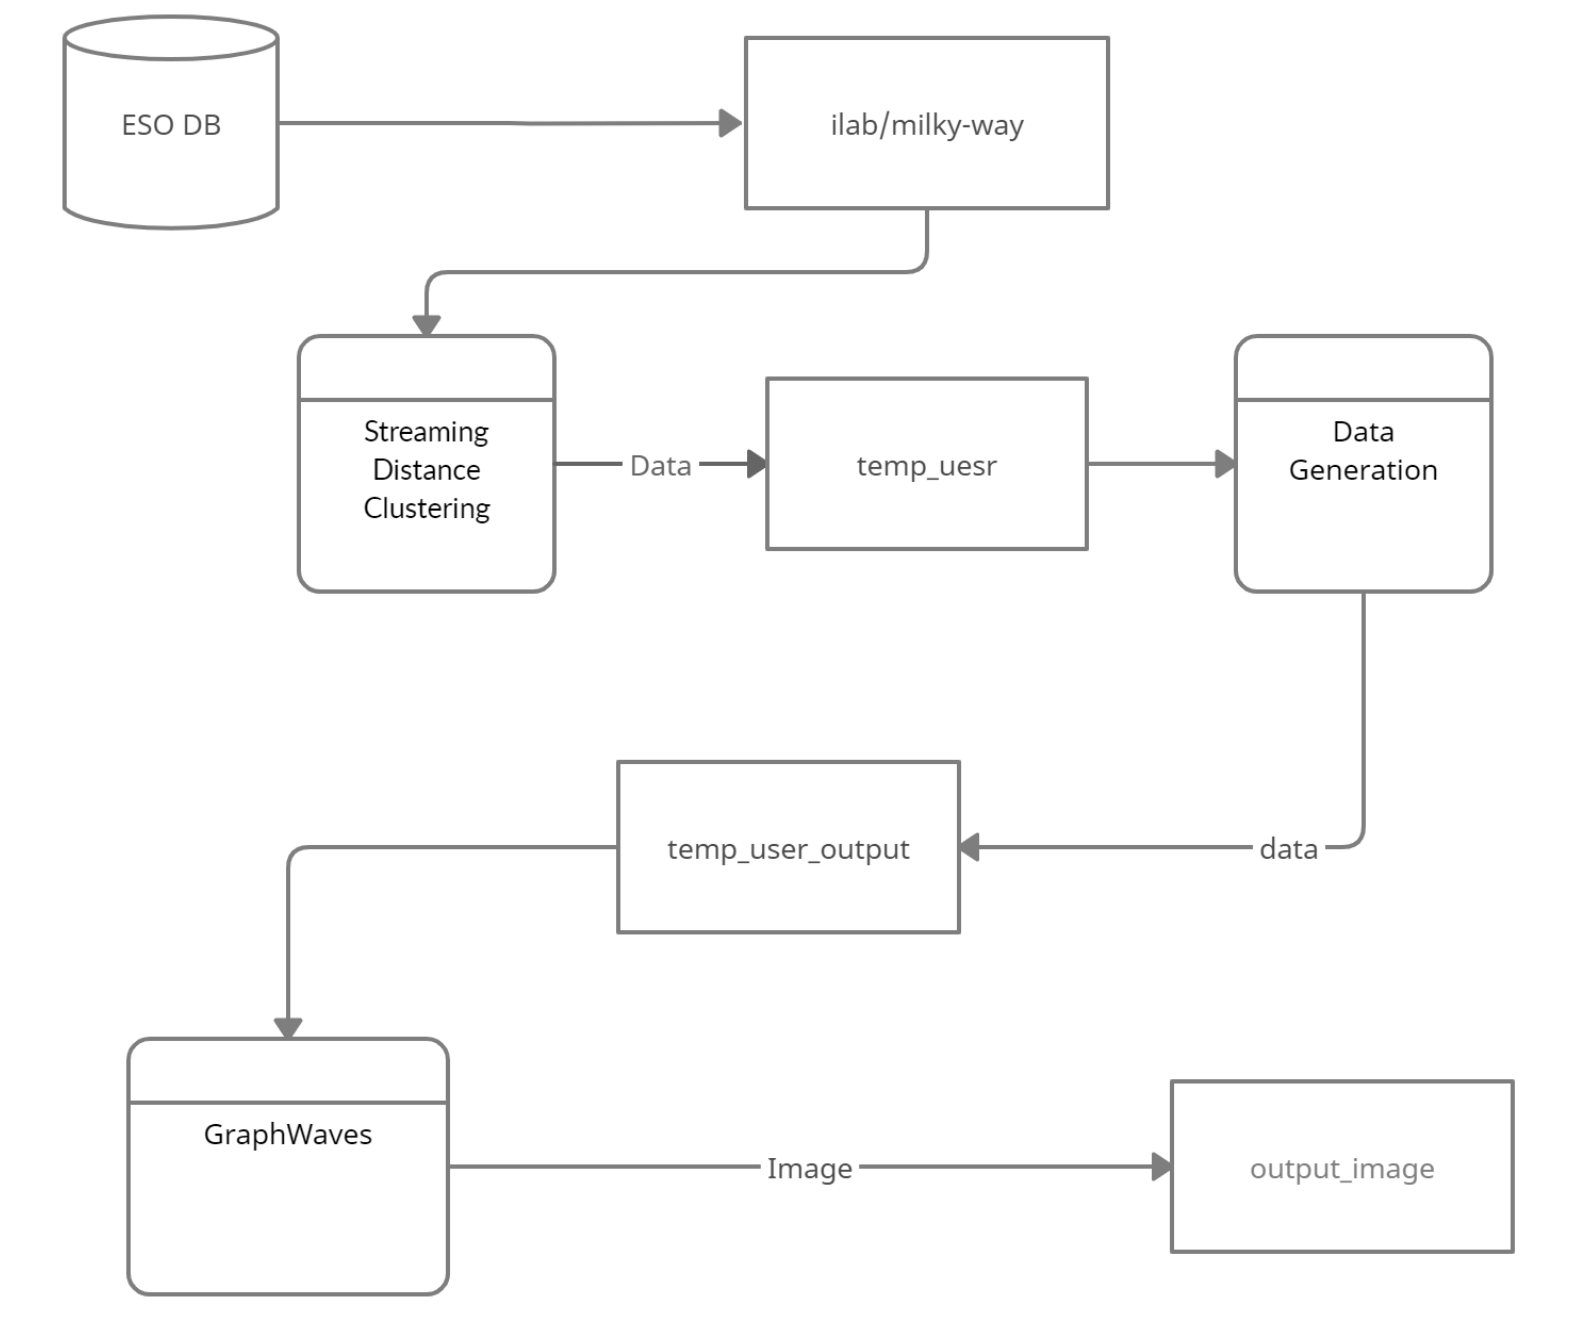 ESO DB
ilab/milky-way
Streaming
Distance
Clustering
Data
temp_uesr
Data
Generation
data
temp_user_output
GraphWaves
Image
output_image